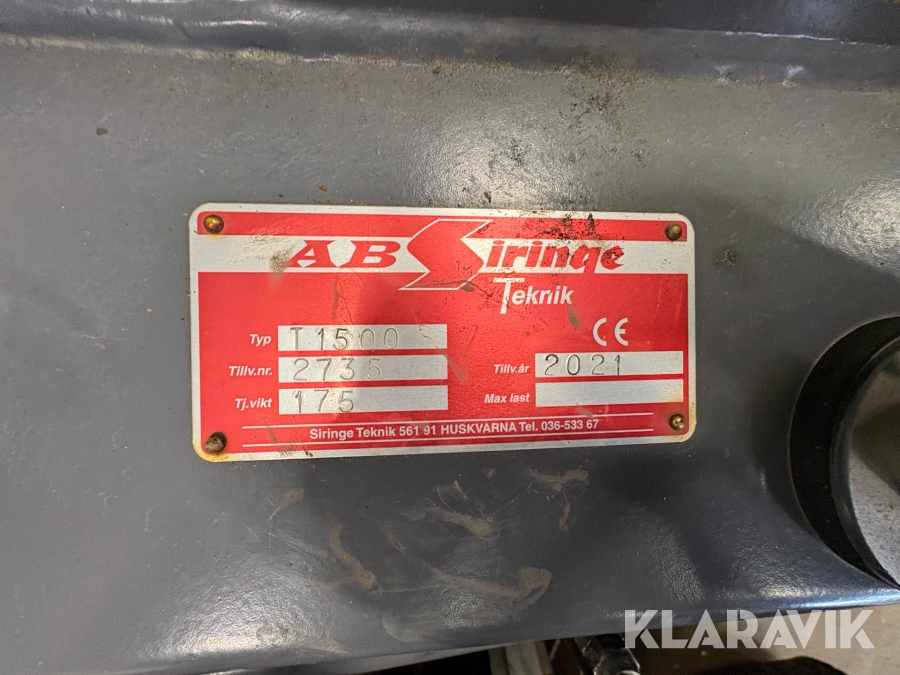 AB Siringe
Teknik
Typ T1500
CE
Tillv.nr. 2735
Tillv.år 2021
Tj.vikt 175
Max last
Siringe Teknik 561 91 HUSKVARNA Tel. 036-533 67
KLARAVIK